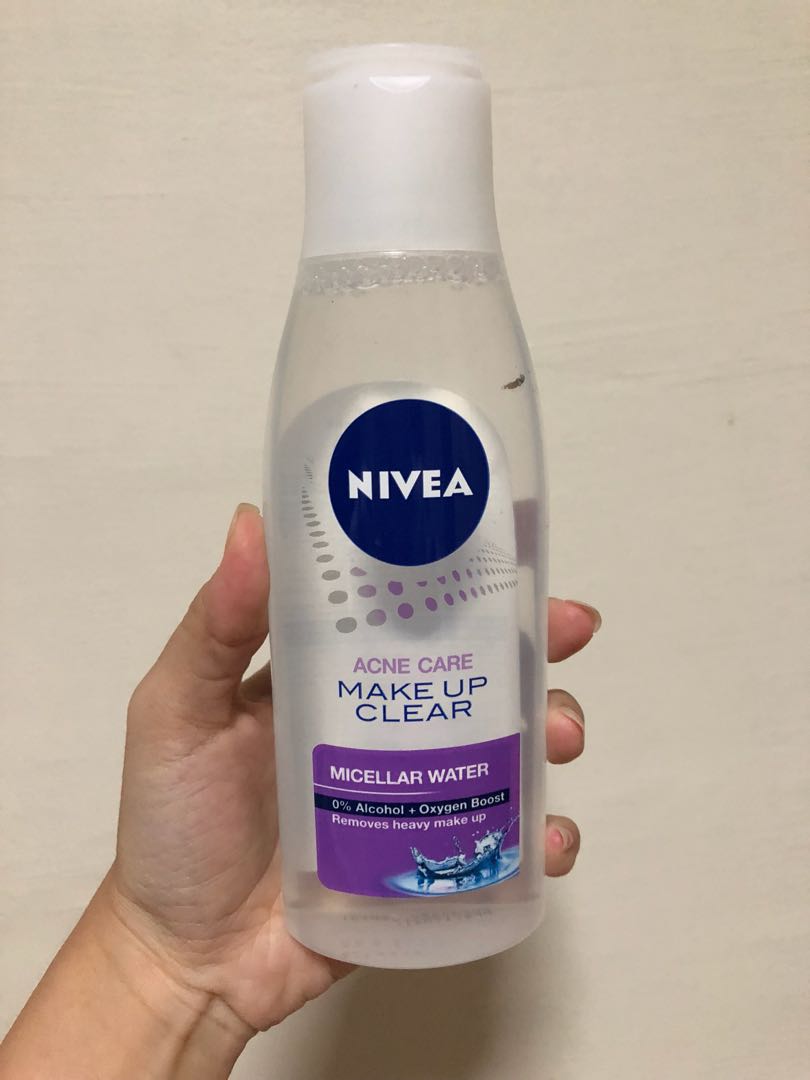 NIVEA
ACNE CARE
MAKE UP
CLEAR
MICELLAR WATER
0% Alcohol + Oxygen Boost
Removes heavy make up